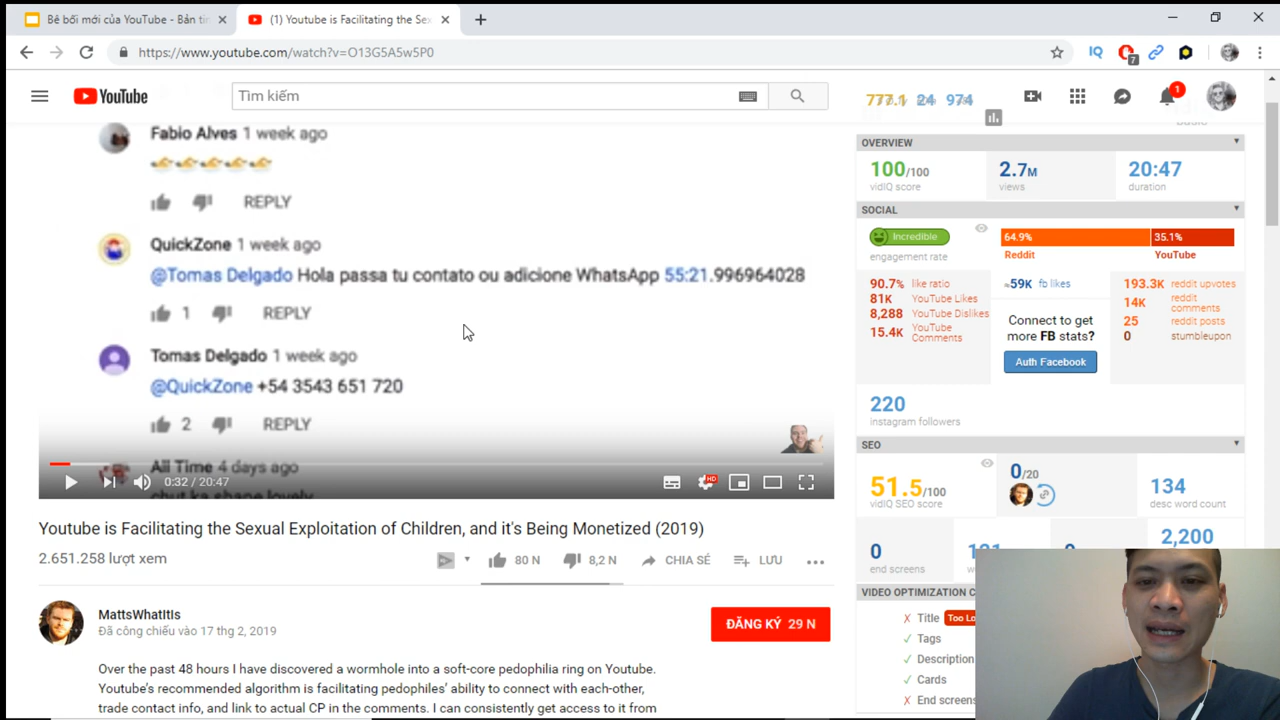 Bê bối mới của YouTube - Bản tin
(1) Youtube is Facilitating the Sex
https://www.youtube.com/watch?v=O13G5A5w5P0
IQ
7
YouTube
Tìm kiếm
777.1 24 974
1
Fabio Alves 1 week ago
REPLY
QuickZone 1 week ago
@Tomas Delgado Hola passa tu contato ou adicione WhatsApp 55:21.996964028
1 REPLY
Tomas Delgado 1 week ago
@QuickZone +54 3543 651 720
2 REPLY
All Time 4 days ago
0:32 / 20:47
HD
Youtube is Facilitating the Sexual Exploitation of Children, and it's Being Monetized (2019)
2.651.258 lượt xem
80 N 8,2 N CHIA SẺ LƯU
MattsWhatItIs
Đã công chiếu vào 17 thg 2, 2019
ĐĂNG KÝ 29 N
Over the past 48 hours I have discovered a wormhole into a soft-core pedophilia ring on Youtube.
Youtube's recommended algorithm is facilitating pedophiles' ability to connect with each-other,
trade contact info, and link to actual CP in the comments. I can consistently get access to it from
OVERVIEW
100/100
vidIQ score
2.7M
views
20:47
duration
SOCIAL
Incredible
engagement rate
64.9% 35.1%
Reddit YouTube
90.7% like ratio
81K YouTube Likes
8,288 YouTube Dislikes
15.4K YouTube
Comments
≈59K fb likes
Connect to get
more FB stats?
Auth Facebook
193.3K reddit upvotes
14K reddit
comments
25 reddit posts
0 stumbleupon
220
instagram followers
SEO
51.5/100
vidIQ SEO score
0/20
134
desc word count
0
end screens
2,200
VIDEO OPTIMIZATION C
Title Too Lo
Tags
Description
Cards
End screens